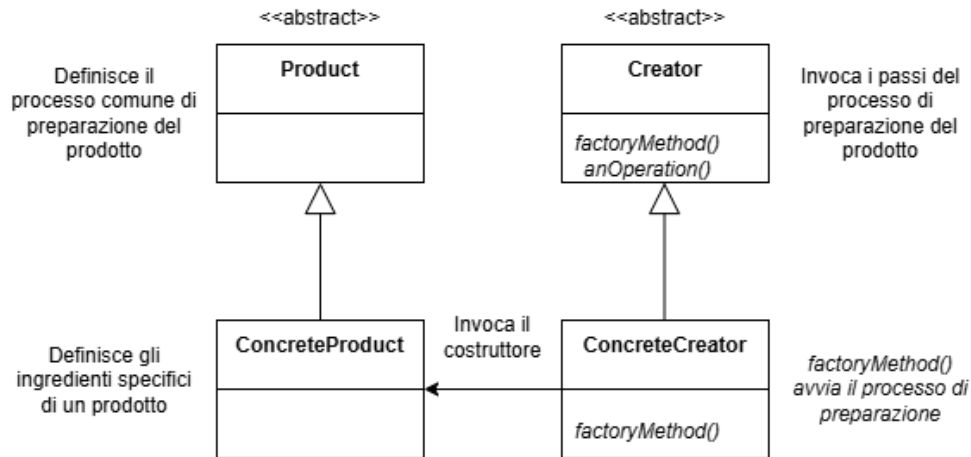 <<abstract>>
<<abstract>>
Definisce il
processo comune di
preparazione del
prodotto
Product
Creator
factoryMethod()
anOperation()
Invoca i passi del
processo di
preparazione del
prodotto
Definisce gli
ingredienti specifici
di un prodotto
ConcreteProduct
Invoca il
costruttore
ConcreteCreator
factoryMethod()
factoryMethod()
avvia il processo di
preparazione